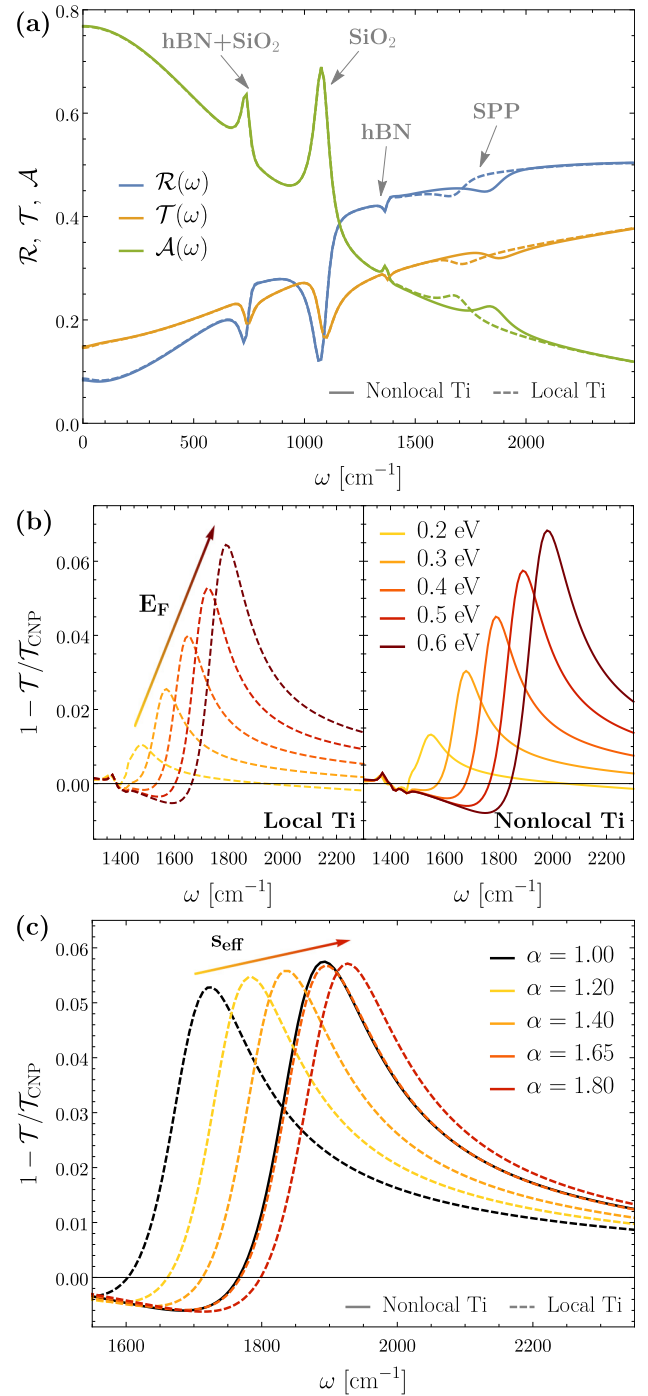 (a)
0.8
0.6
0.4
0.2
0.0
ℛ, 𝒯, 𝒜
hBN+SiO₂
SiO₂
hBN
SPP
ℛ(ω)
𝒯(ω)
𝒜(ω)
Nonlocal Ti
Local Ti
0
500
1000
1500
2000
ω [cm⁻¹]
(b)
0.06
0.04
0.02
0.00
1 − 𝒯/𝒯CNP
E_F
Local Ti
1400
1600
1800
2000
2200
ω [cm⁻¹]
0.2 eV
0.3 eV
0.4 eV
0.5 eV
0.6 eV
Nonlocal Ti
1400
1600
1800
2000
2200
ω [cm⁻¹]
(c)
0.06
0.05
0.04
0.03
0.02
0.01
0.00
1 − 𝒯/𝒯CNP
s_eff
α = 1.00
α = 1.20
α = 1.40
α = 1.65
α = 1.80
Nonlocal Ti
Local Ti
1600
1800
2000
2200
ω [cm⁻¹]